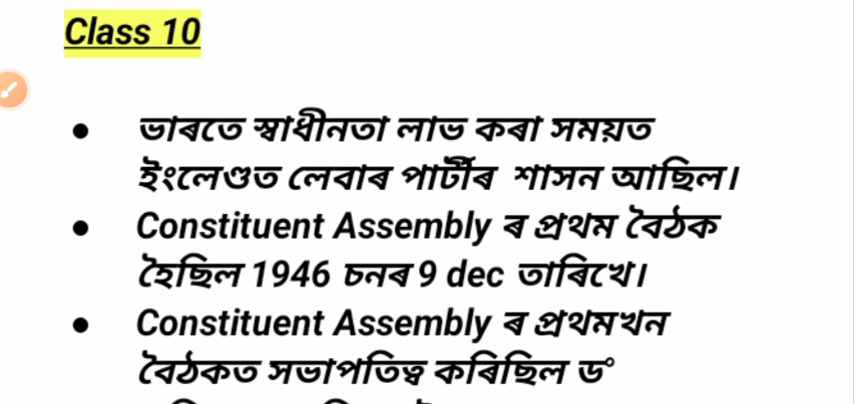 Class 10
● ভাৰতে স্বাধীনতা লাভ কৰা সময়ত
ইংলেণ্ডত লেবাৰ পাৰ্টীৰ শাসন আছিল।
● Constituent Assembly ৰ প্ৰথম বৈঠক
হৈছিল 1946 চনৰ 9 dec তাৰিখে।
● Constituent Assembly ৰ প্ৰথমখন
বৈঠকত সভাপতিত্ব কৰিছিল ড°